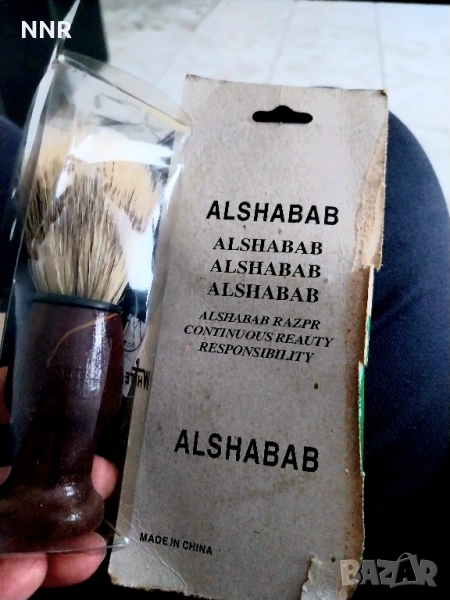 NNR
ALSHABAB
ALSHABAB
ALSHABAB
ALSHABAB
ALSHABAB RAZPR
CONTINUOUS REAUTY
RESPONSIBILITY
ALSHABAB
MADE IN CHINA
BAZAR